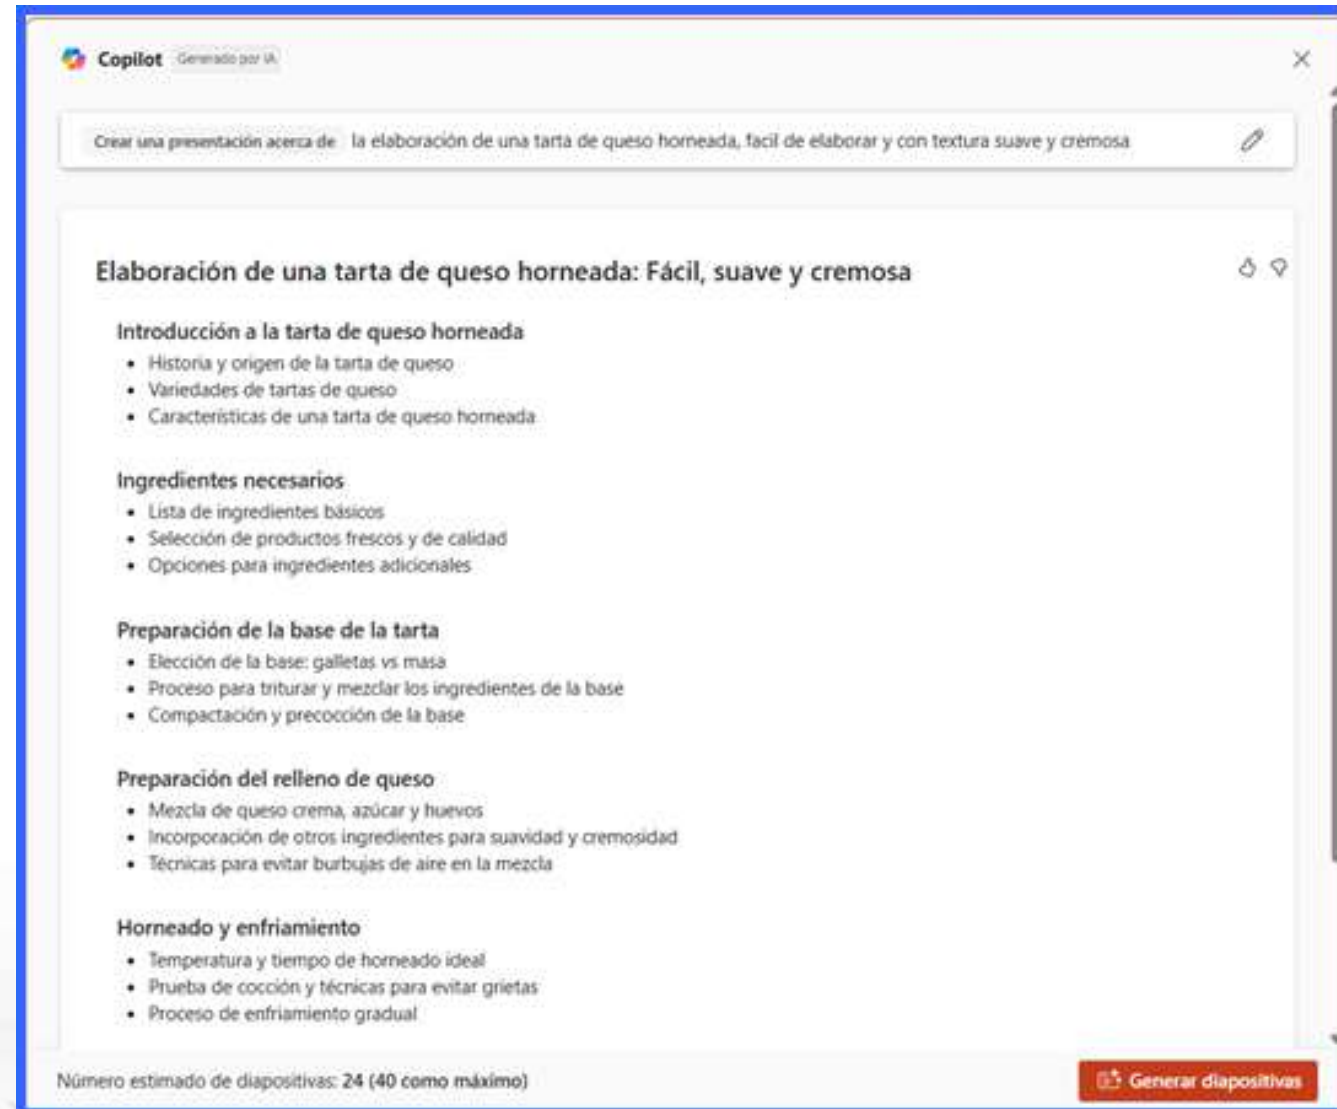 Copilot Generado por IA
Crear una presentación acerca de la elaboración de una tarta de queso horneada, facil de elaborar y con textura suave y cremosa
Elaboración de una tarta de queso horneada: Fácil, suave y cremosa
Introducción a la tarta de queso horneada
• Historia y origen de la tarta de queso
• Variedades de tartas de queso
• Características de una tarta de queso horneada
Ingredientes necesarios
• Lista de ingredientes básicos
• Selección de productos frescos y de calidad
• Opciones para ingredientes adicionales
Preparación de la base de la tarta
• Elección de la base: galletas vs masa
• Proceso para triturar y mezclar los ingredientes de la base
• Compactación y precocción de la base
Preparación del relleno de queso
• Mezcla de queso crema, azúcar y huevos
• Incorporación de otros ingredientes para suavidad y cremosidad
• Técnicas para evitar burbujas de aire en la mezcla
Horneado y enfriamiento
• Temperatura y tiempo de horneado ideal
• Prueba de cocción y técnicas para evitar grietas
• Proceso de enfriamiento gradual
Número estimado de diapositivas: 24 (40 como máximo)
Generar diapositivas